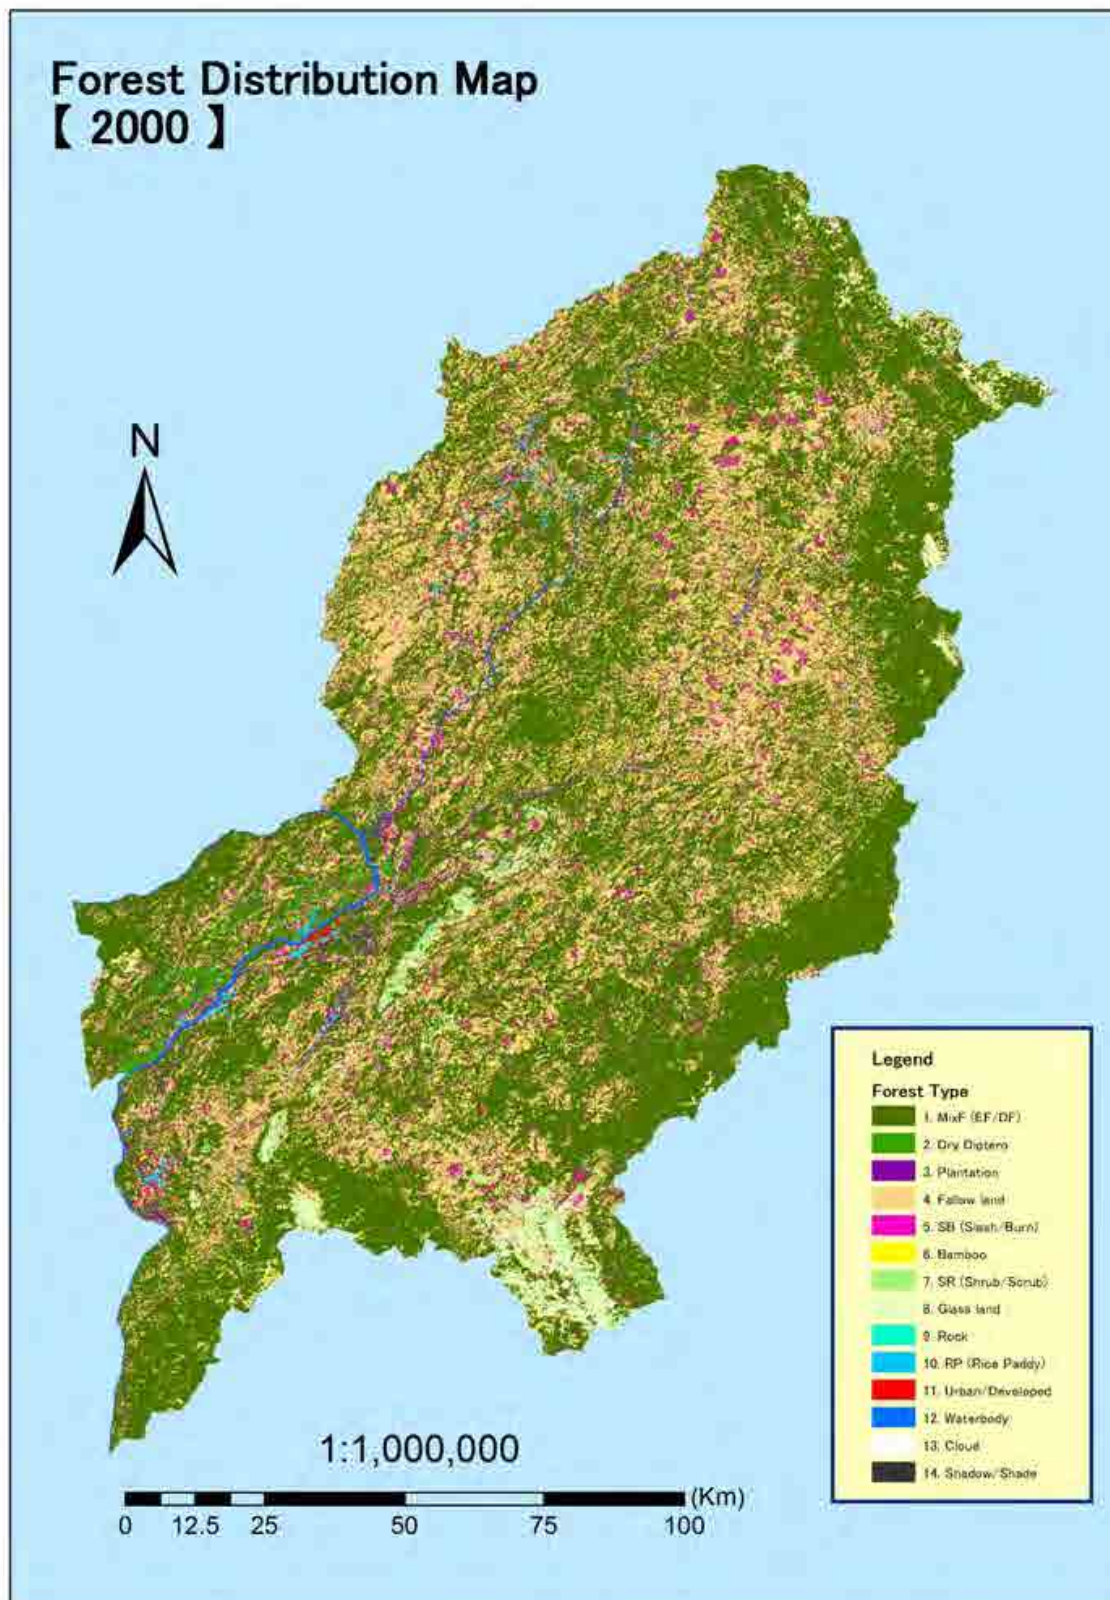 Forest Distribution Map
【 2000 】
N
Legend
Forest Type
1. MixF (EF/DF)
2. Dry Diptero
3. Plantation
4. Fallow land
5. SB (Slash/Burn)
6. Bamboo
7. SR (Shrub/Scrub)
8. Glass land
9. Rock
10. RP (Rice Paddy)
11. Urban/Developed
12. Waterbody
13. Cloud
14. Shadow/Shade
1:1,000,000
(Km)
0 12.5 25 50 75 100